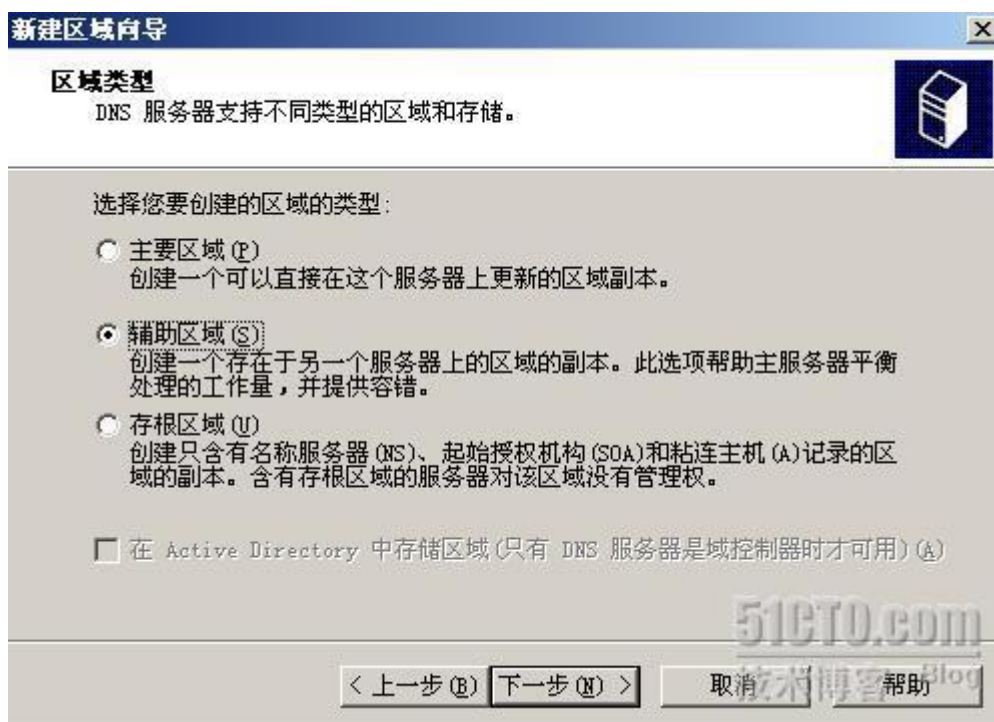 新建区域向导
区域类型
DNS 服务器支持不同类型的区域和存储。
选择您要创建的区域的类型:
主要区域(P)
创建一个可以直接在这个服务器上更新的区域副本。
辅助区域(S)
创建一个存在于另一个服务器上的区域的副本。此选项帮助主服务器平衡
处理的工作量,并提供容错。
存根区域(U)
创建只含有名称服务器(NS)、起始授权机构(SOA)和粘连主机(A)记录的区
域的副本。含有存根区域的服务器对该区域没有管理权。
在 Active Directory 中存储区域(只有 DNS 服务器是域控制器时才可用)(A)
51CTO.com
技术博客 Blog
< 上一步(B) 下一步(N) > 取消 帮助